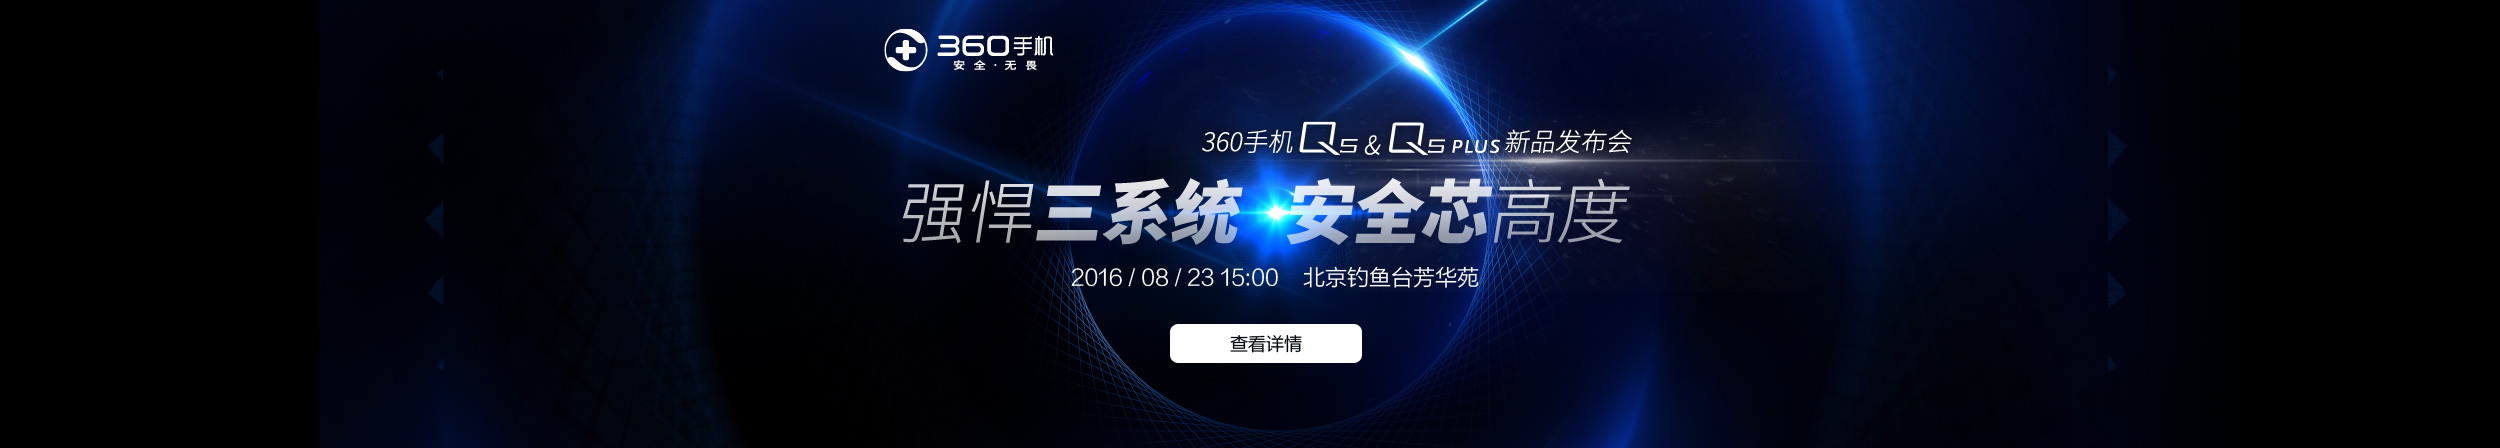 360手机
安全·无畏
360手机 Q5 & Q5 PLUS 新品发布会
强悍三系统 安全芯高度
2016 / 08 / 23 15:00 北京钓鱼台芳华苑
查看详情